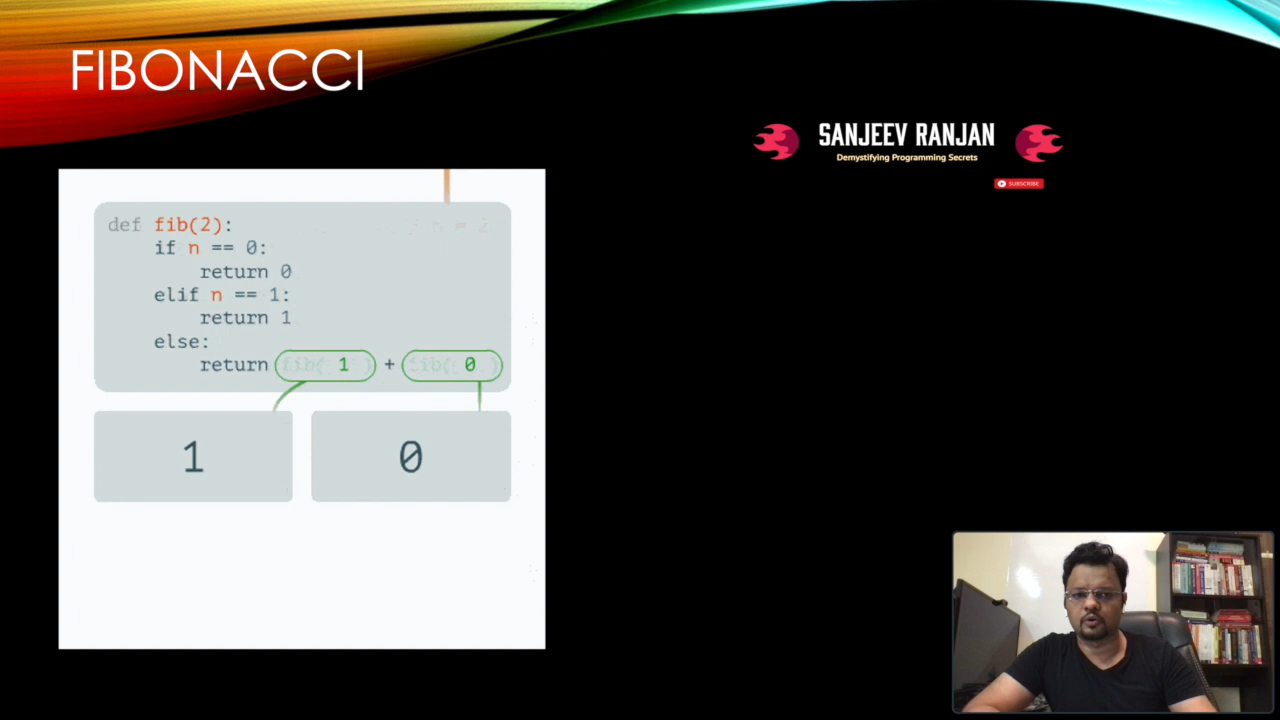 FIBONACCI
SANJEEV RANJAN
Demystifying Programming Secrets
SUBSCRIBE
def fib(2):
if n == 0:
return 0
elif n == 1:
return 1
else:
return fib( 1 ) + fib( 0 )
1
0